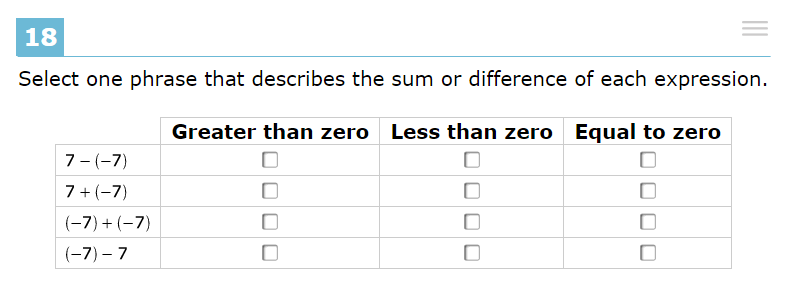 18
Select one phrase that describes the sum or difference of each expression.
Greater than zero Less than zero Equal to zero
7 – (–7)
7 + (–7)
(–7) + (–7)
(–7) – 7